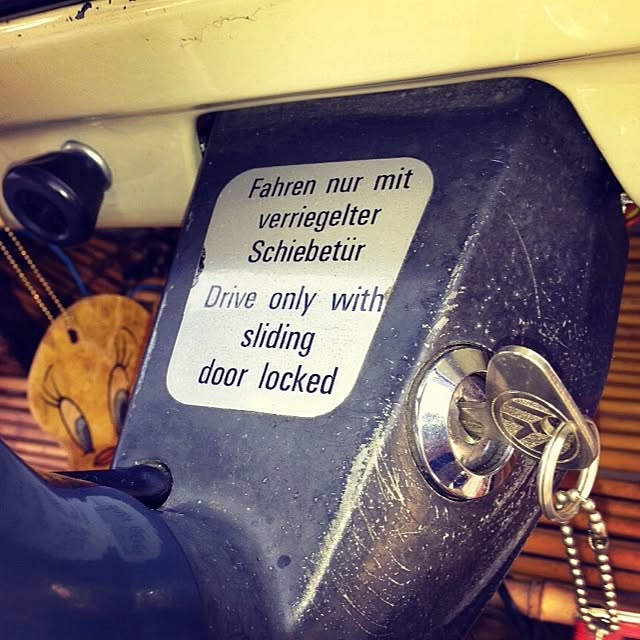 Fahren nur mit
verriegelter
Schiebetür
Drive only with
sliding
door locked